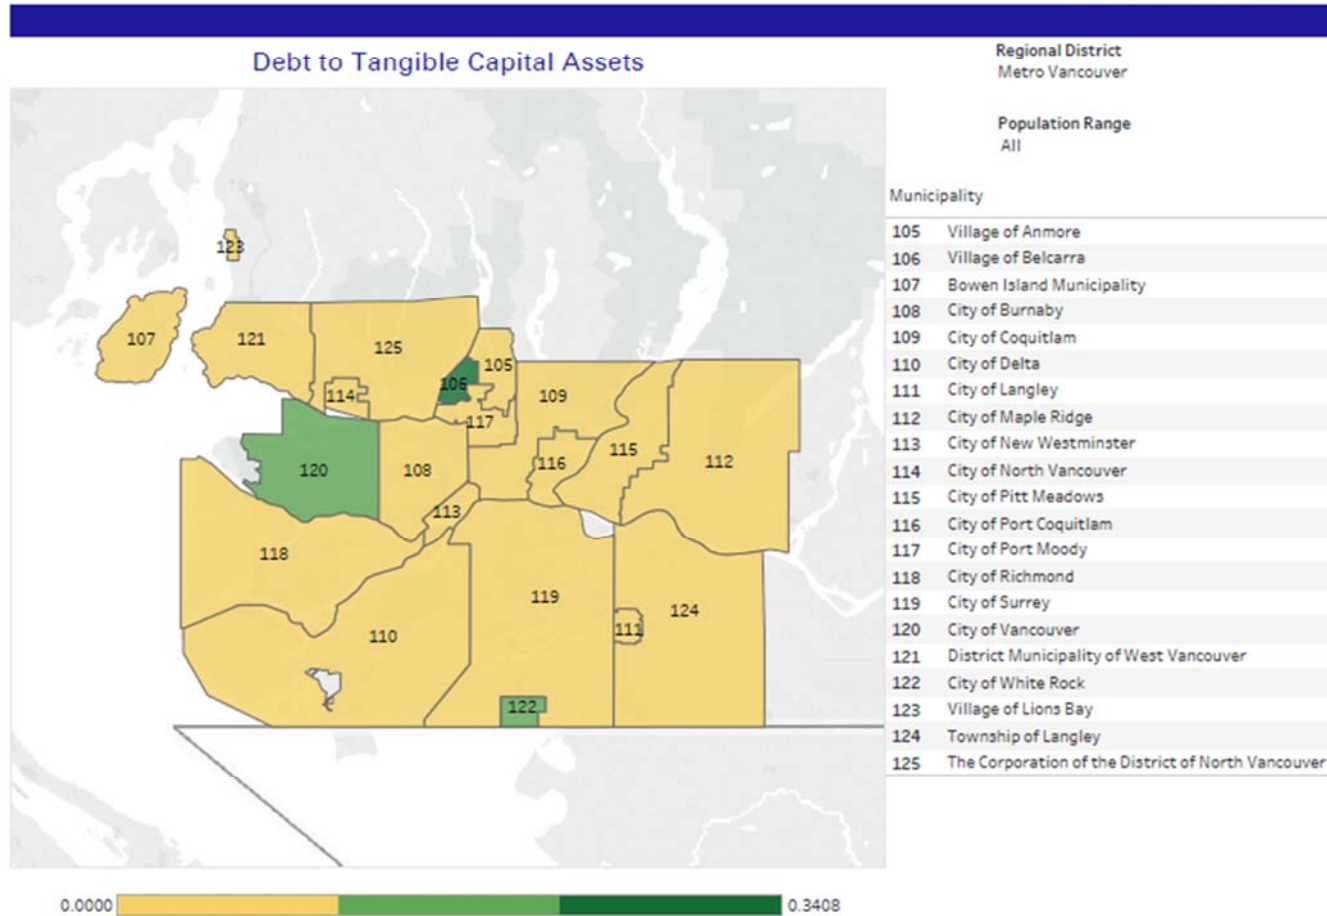 Debt to Tangible Capital Assets
Regional District
Metro Vancouver
Population Range
All
Municipality
105 Village of Anmore
106 Village of Belcarra
107 Bowen Island Municipality
108 City of Burnaby
109 City of Coquitlam
110 City of Delta
111 City of Langley
112 City of Maple Ridge
113 City of New Westminster
114 City of North Vancouver
115 City of Pitt Meadows
116 City of Port Coquitlam
117 City of Port Moody
118 City of Richmond
119 City of Surrey
120 City of Vancouver
121 District Municipality of West Vancouver
122 City of White Rock
123 Village of Lions Bay
124 Township of Langley
125 The Corporation of the District of North Vancouver
123
107
121
125
105
106
114
109
117
120
108
116
115
112
113
118
119
124
111
110
122
0.0000
0.3408